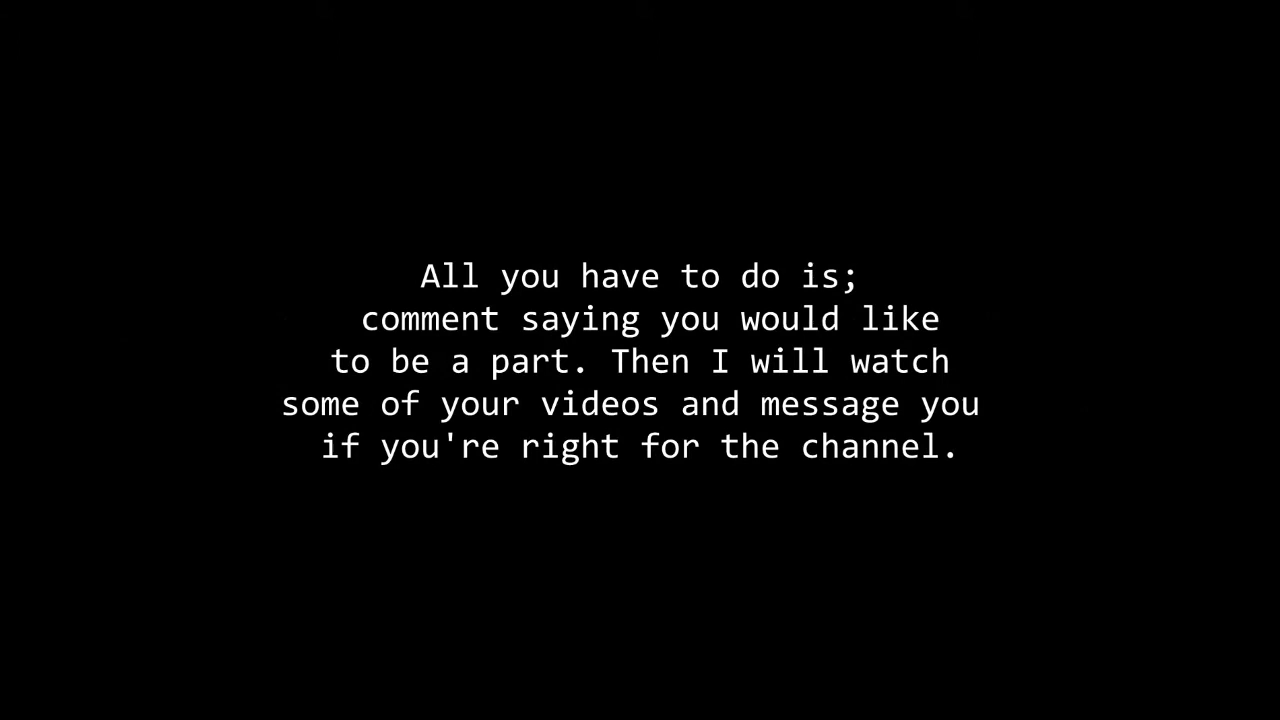 All you have to do is;
comment saying you would like
to be a part. Then I will watch
some of your videos and message you
if you're right for the channel.